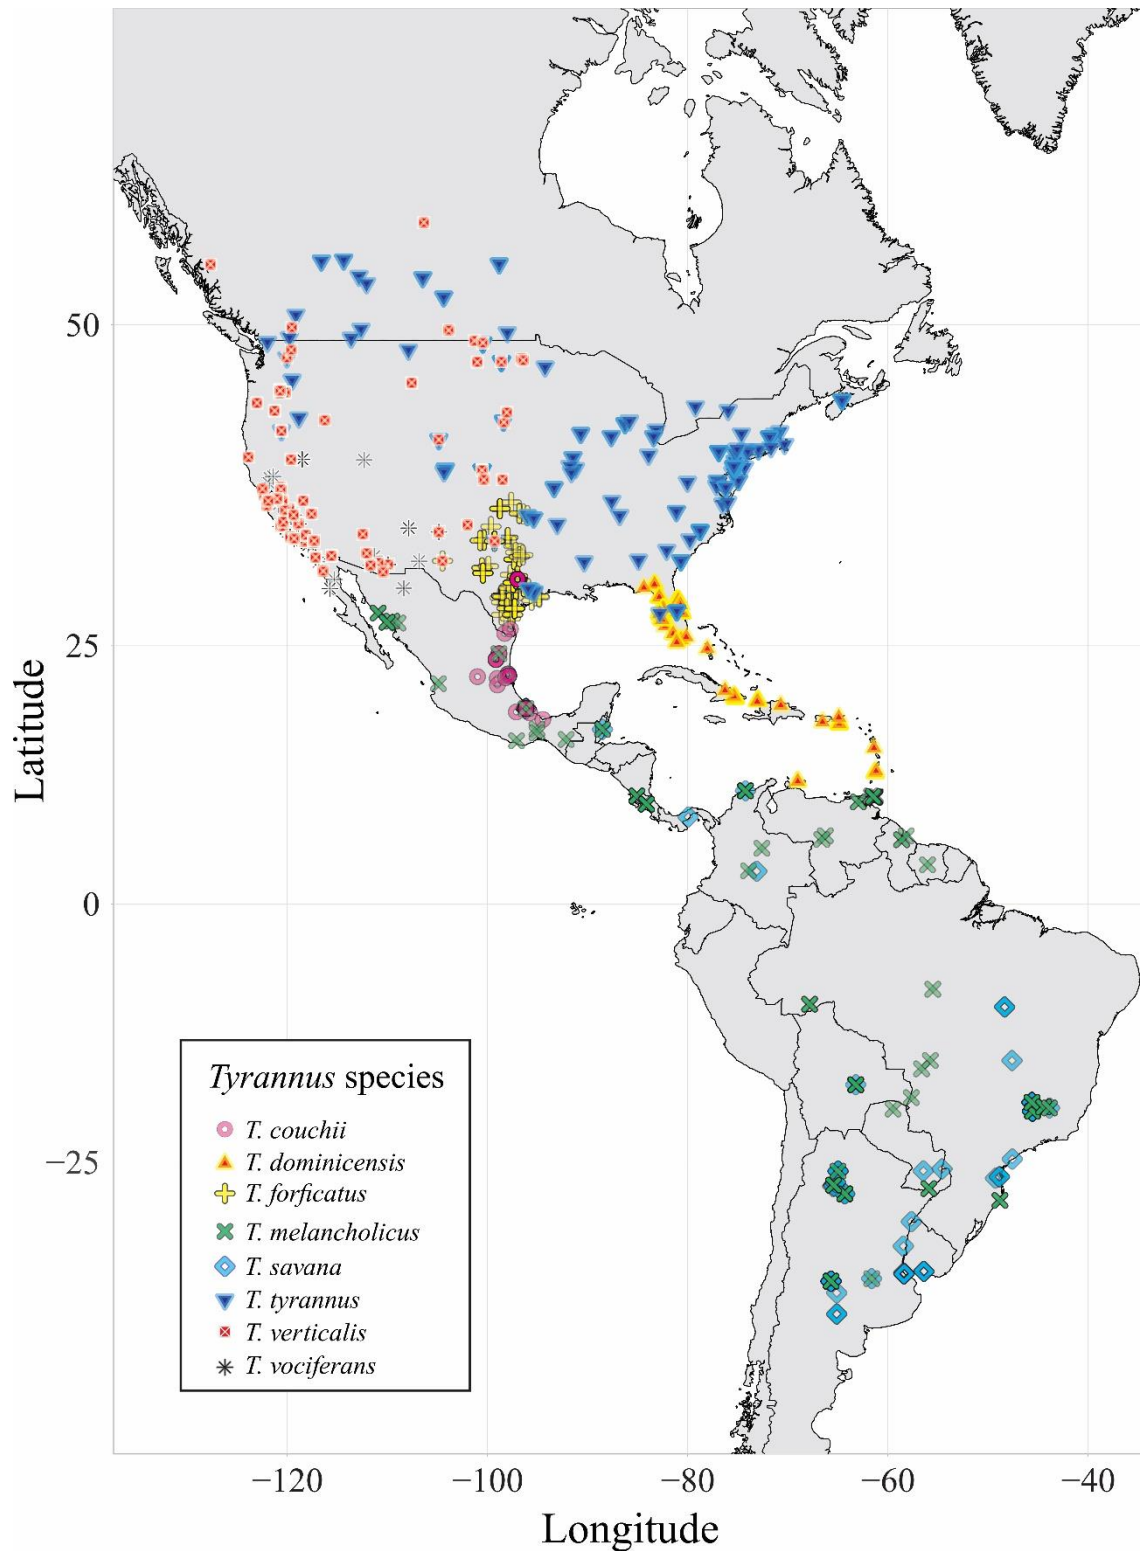 50
25
0
−25
Latitude
Tyrannus species
T. couchii
T. dominicensis
T. forficatus
T. melancholicus
T. savana
T. tyrannus
T. verticalis
T. vociferans
−120
−100
−80
−60
−40
Longitude